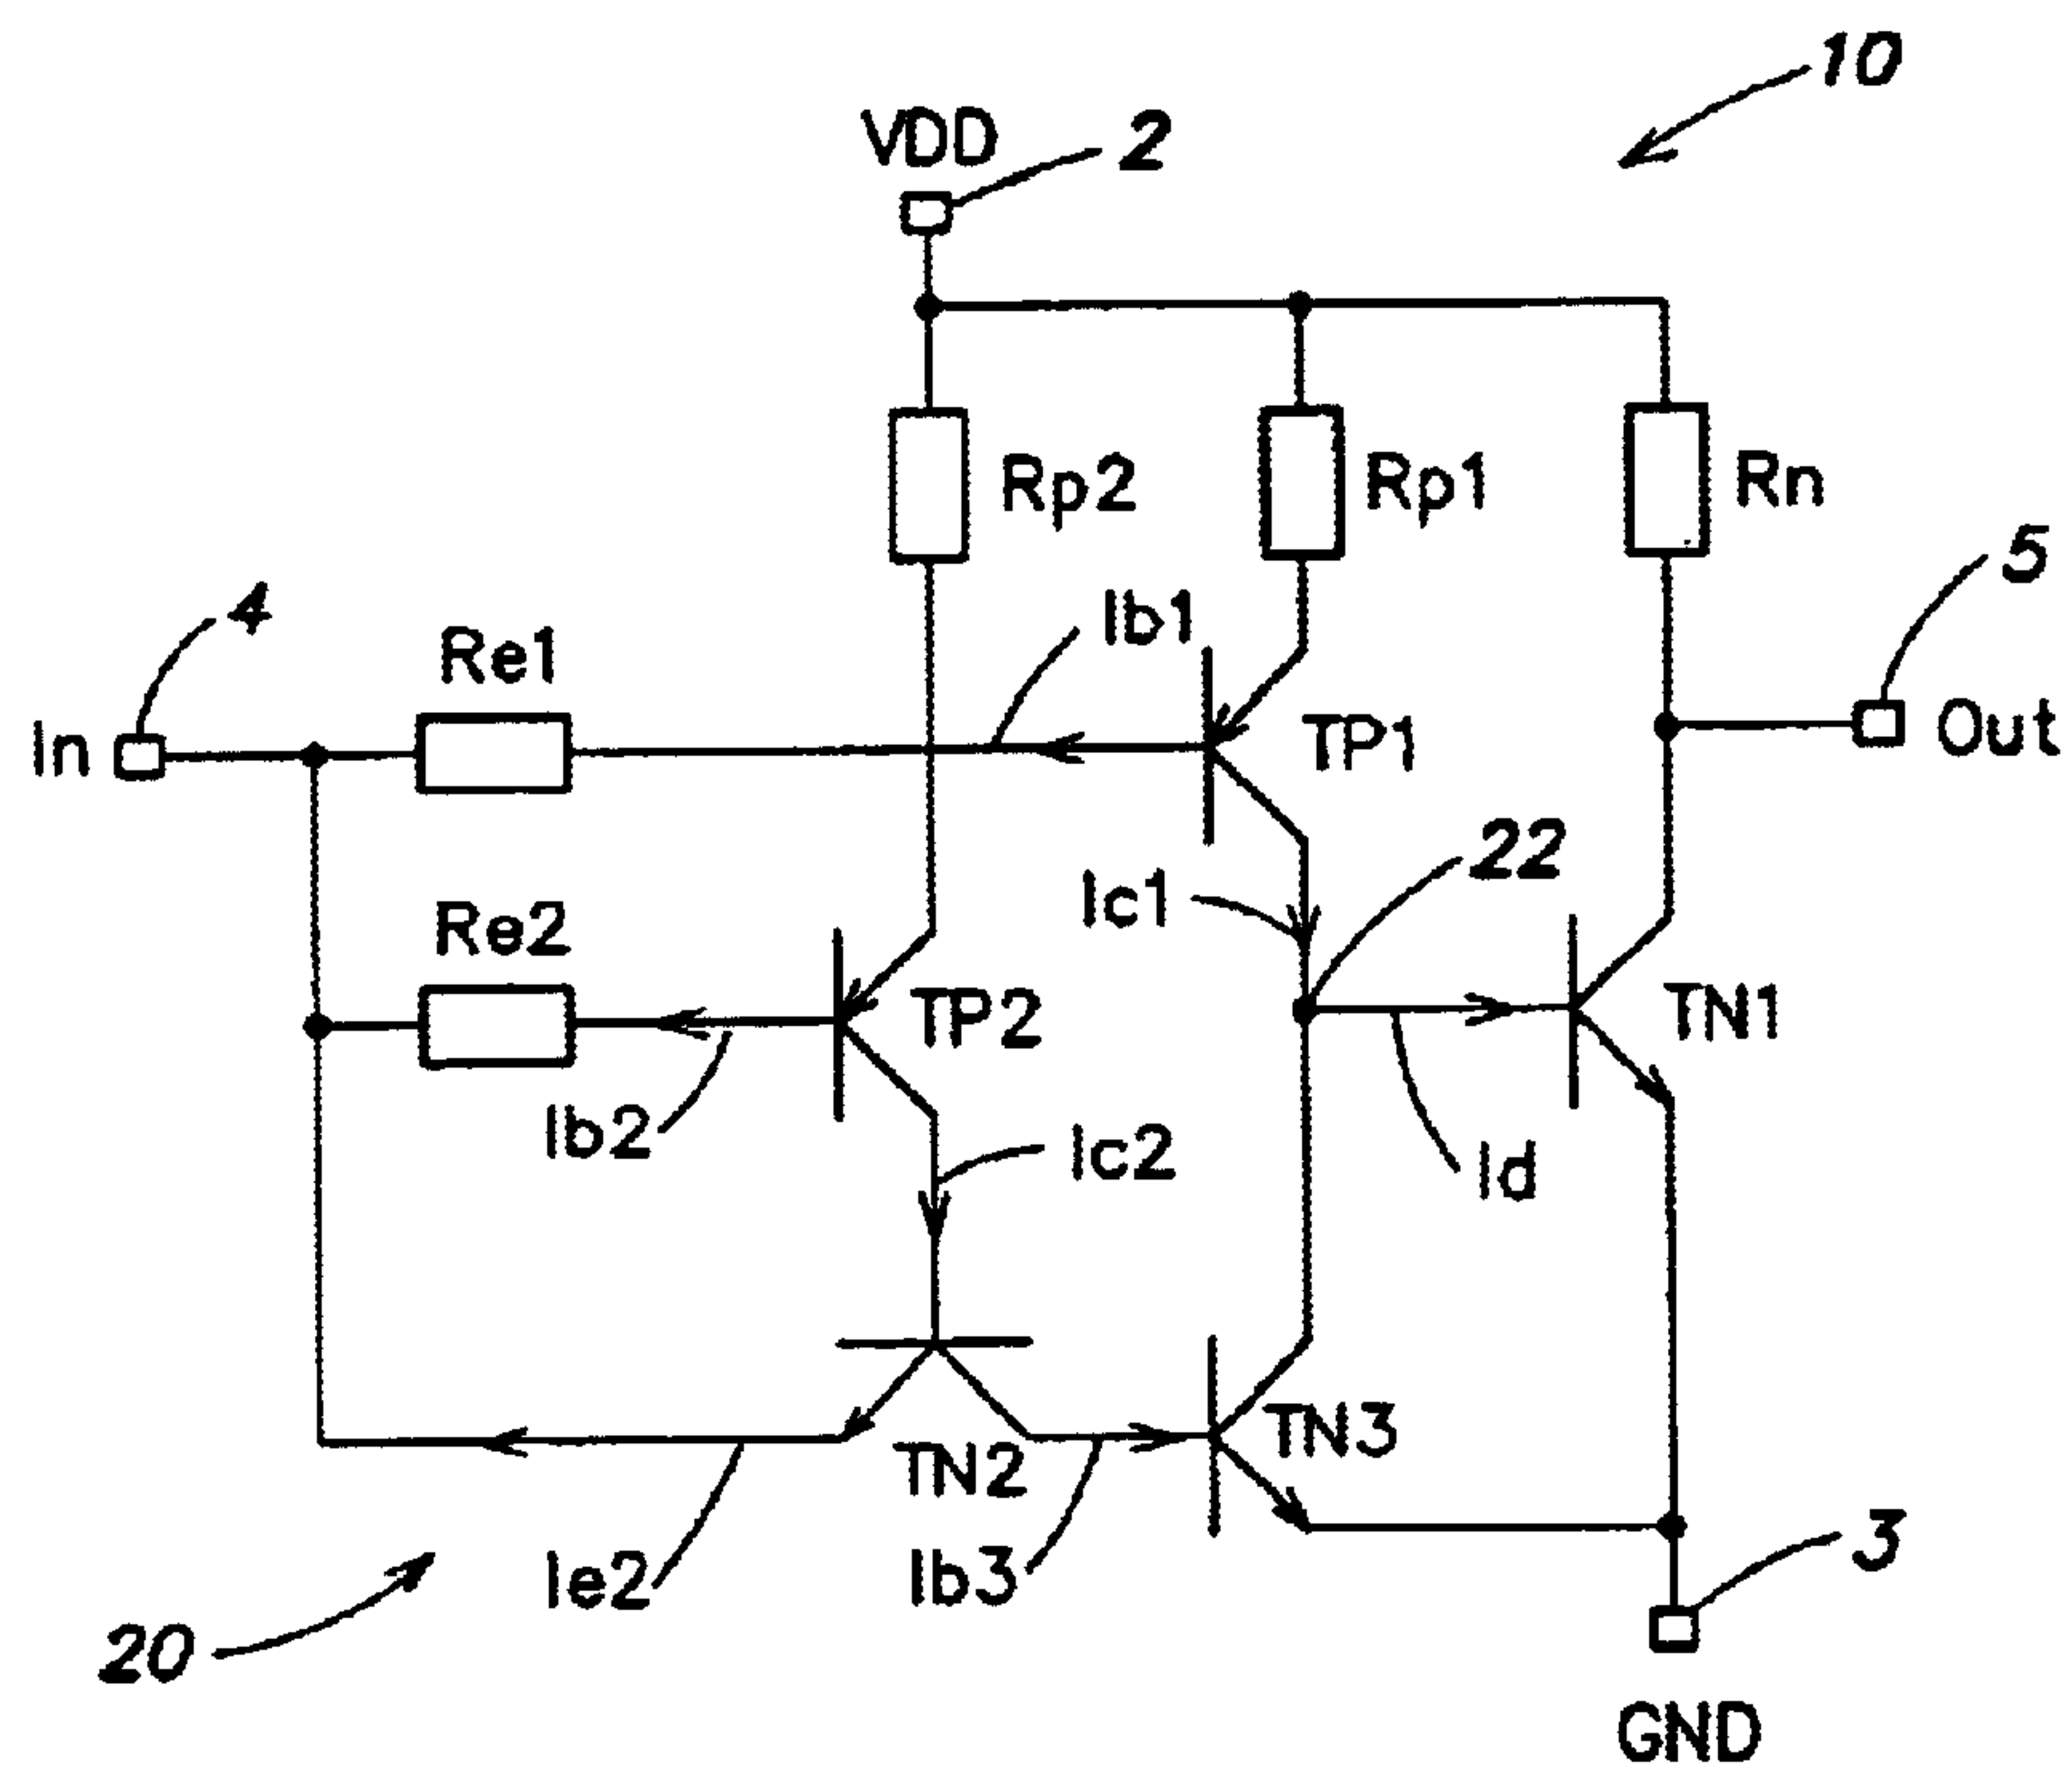 10
VDD
2
Rp2
Rp1
Rn
5
4
Re1
Ib1
In
TP1
Out
22
Ic1
Re2
TP2
TN1
Ib2
Ic2
Id
TN3
TN2
Ie2
Ib3
3
20
GND